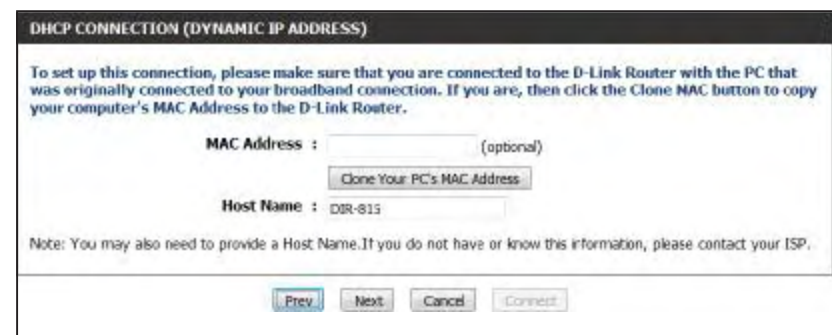 DHCP CONNECTION (DYNAMIC IP ADDRESS)
To set up this connection, please make sure that you are connected to the D-Link Router with the PC that
was originally connected to your broadband connection. If you are, then click the Clone MAC button to copy
your computer's MAC Address to the D-Link Router.
MAC Address : (optional)
Clone Your PC's MAC Address
Host Name : DIR-815
Note: You may also need to provide a Host Name.If you do not have or know this information, please contact your ISP.
Prev Next Cancel Connect